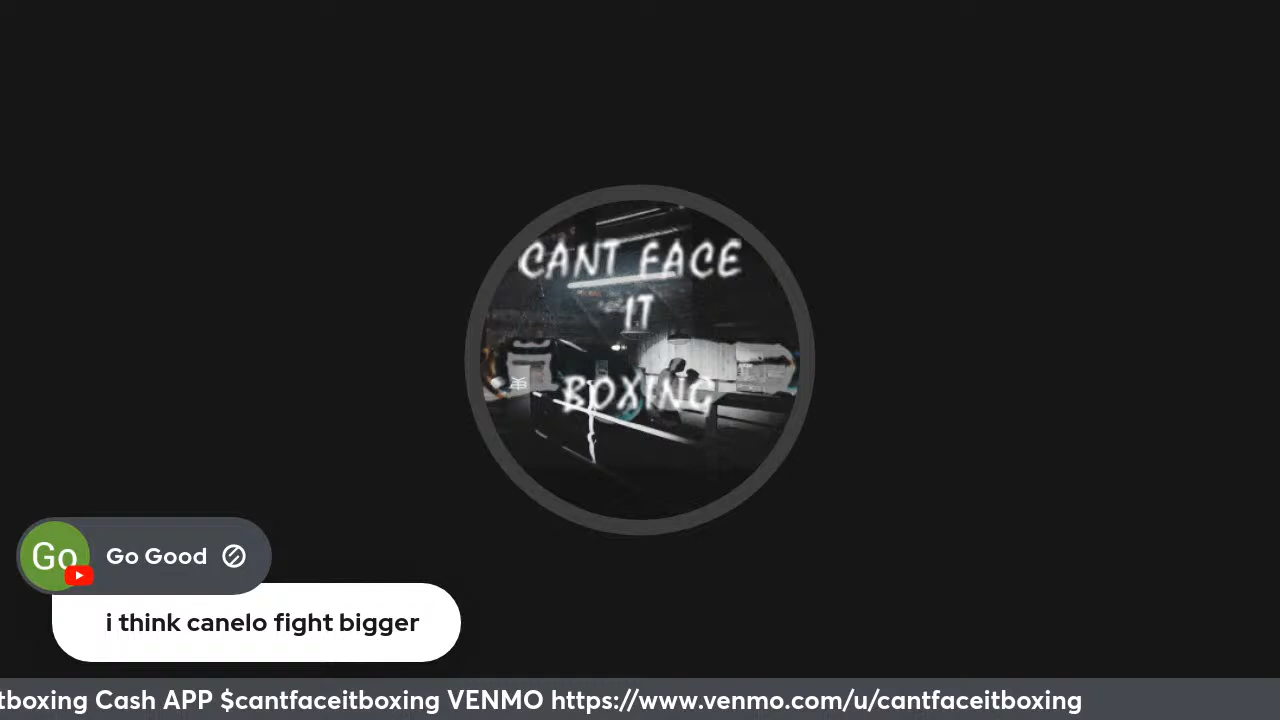 CANT FACE
IT
BOXING
Go
Go Good
i think canelo fight bigger
tboxing Cash APP $cantfaceitboxing VENMO https://www.venmo.com/u/cantfaceitboxing